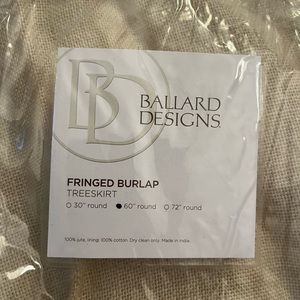 BD
BALLARD
DESIGNS
FRINGED BURLAP
TREESKIRT
30" round 60" round 72" round
100% jute, lining: 100% cotton. Dry clean only. Made in India.